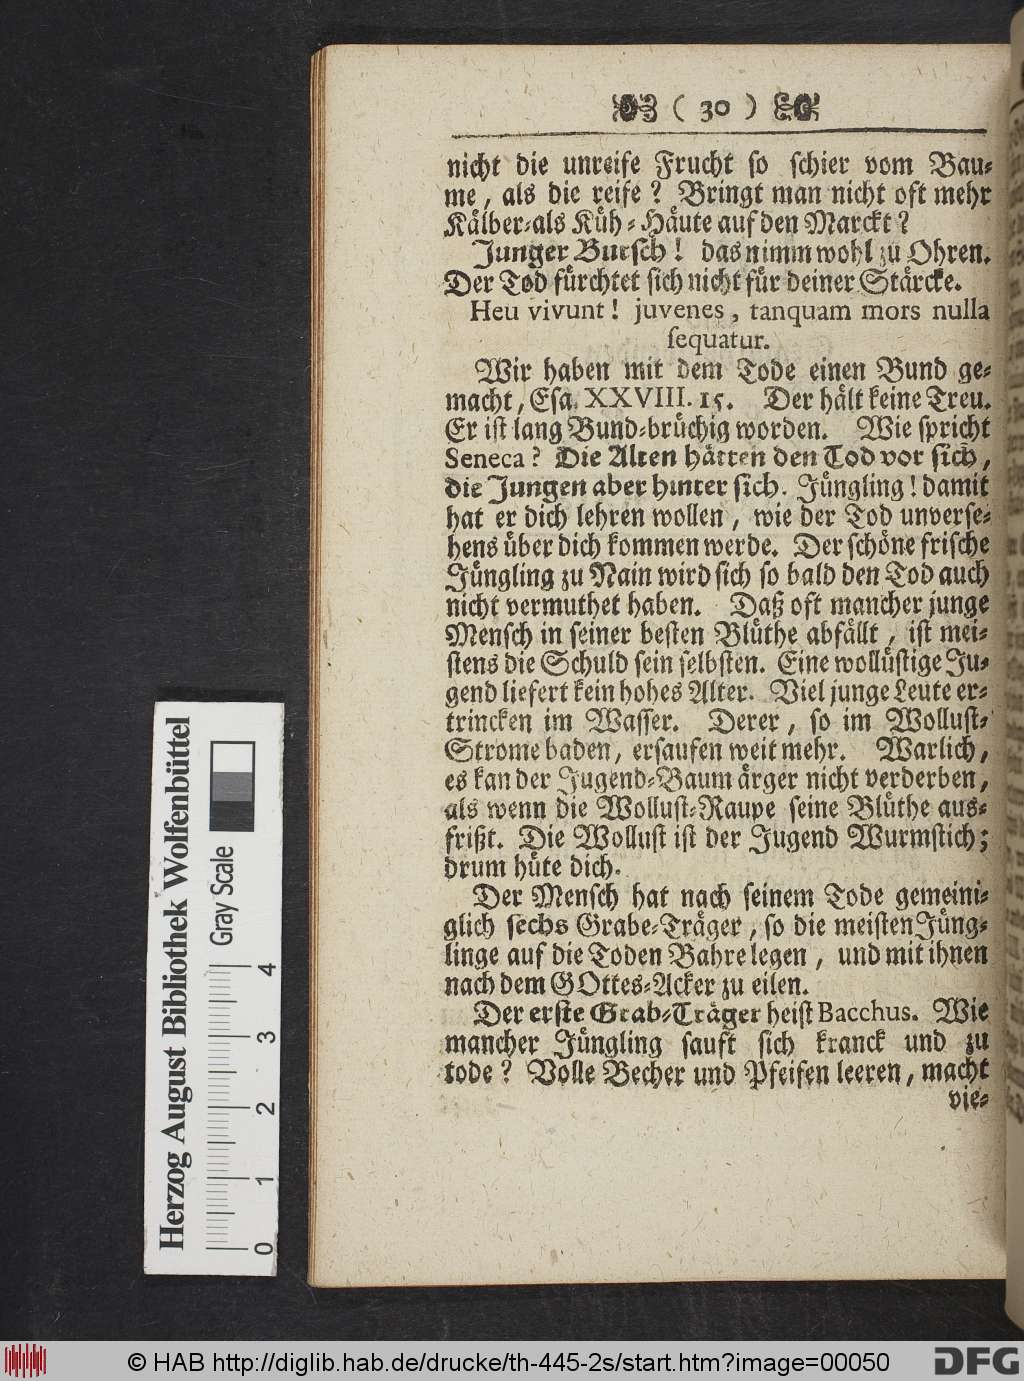 ( 30 )
nicht die unreife Frucht so schier vom Bau-
me, als die reife? Bringt man nicht oft mehr
Kälber-als Küh-Häute auf den Marckt?
Junger Bursch! das nimm wohl zu Ohren.
Der Tod fürchtet sich nicht für deiner Stärcke.
Heu vivunt! juvenes, tanquam mors nulla
sequatur.
Wir haben mit dem Tode einen Bund ge-
macht, Esa. XXVIII. 15. Der hält keine Treu.
Er ist lang Bund-brüchig worden. Wie spricht
Seneca? Die Alten hätten den Tod vor sich,
die Jungen aber hinter sich. Jüngling! damit
hat er dich lehren wollen, wie der Tod unverse-
hens über dich kommen werde. Der schöne frische
Jüngling zu Nain wird sich so bald den Tod auch
nicht vermuthet haben. Daß oft mancher junge
Mensch in seiner besten Blüthe abfällt, ist mei-
stens die Schuld sein selbsten. Eine wollüstige Ju-
gend liefert kein hohes Alter. Viel junge Leute er-
trincken im Wasser. Derer, so im Wollust-
Strome baden, ersaufen weit mehr. Warlich,
es kan der Jugend-Baum ärger nicht verderben,
als wenn die Wollust-Raupe seine Blüthe aus-
frißt. Die Wollust ist der Jugend Wurmstich;
drum hüte dich.
Der Mensch hat nach seinem Tode gemeini-
glich sechs Grabe-Träger, so die meisten Jüng-
linge auf die Toden Bahre legen, und mit ihnen
nach dem GOttes-Acker zu eilen.
Der erste Grab-Träger heist Bacchus. Wie
mancher Jüngling sauft sich kranck und zu
tode? Volle Becher und Pfeifen leeren, macht
vie-
Herzog August Bibliothek Wolfenbüttel
Gray Scale
0 1 2 3 4
© HAB http://diglib.hab.de/drucke/th-445-2s/start.htm?image=00050
DFG